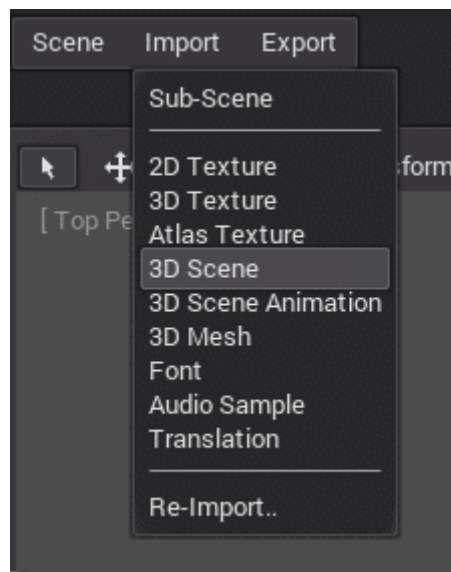 Scene Import Export
Sub-Scene
2D Texture
3D Texture
Atlas Texture
3D Scene
3D Scene Animation
3D Mesh
Font
Audio Sample
Translation
Re-Import..
[ Top